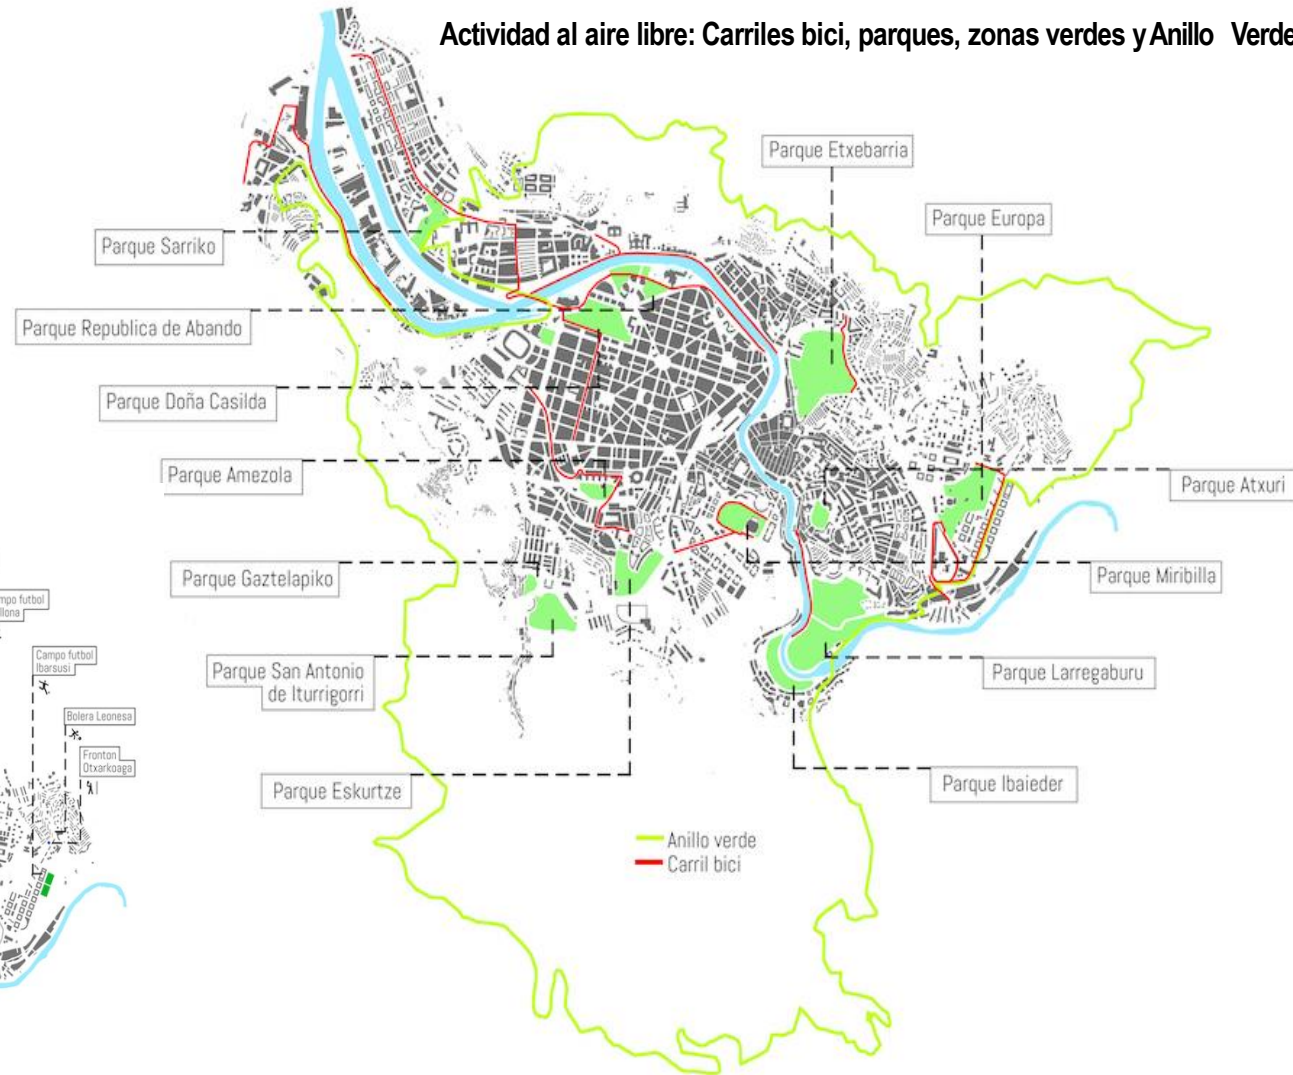 Actividad al aire libre: Carriles bici, parques, zonas verdes y Anillo Verde
Parque Etxebarria
Parque Europa
Parque Sarriko
Parque Republica de Abando
Parque Doña Casilda
Parque Amezola
Parque Atxuri
Parque Gaztelapiko
Parque Miribilla
Parque San Antonio
de Iturrigorri
Parque Larregaburu
Parque Eskurtze
Parque Ibaieder
Anillo verde
Carril bici
futbol
Campo futbol
Ibarsusi
Bolera Leonesa
Fronton
Otxarkoaga